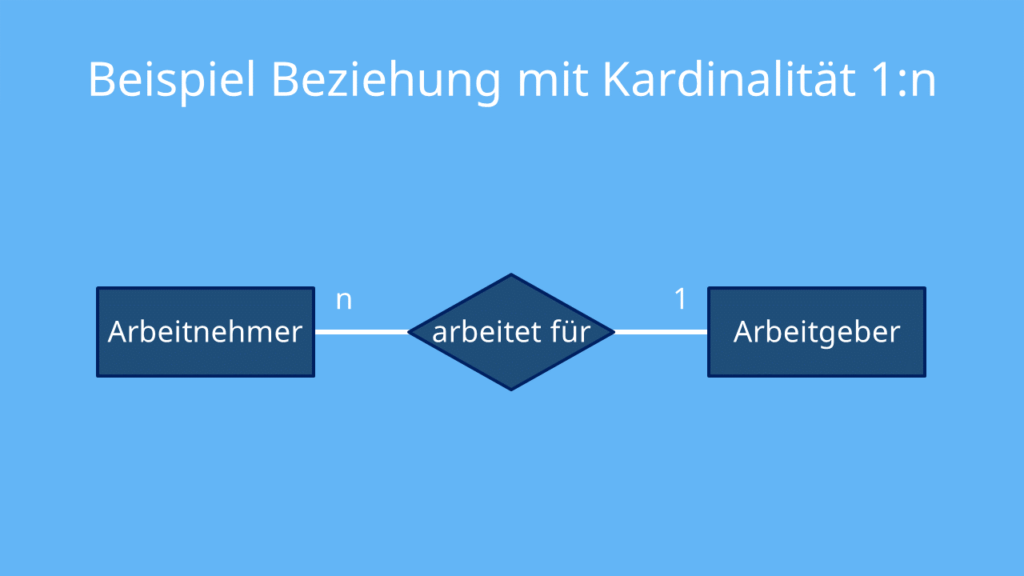 Beispiel Beziehung mit Kardinalität 1:n
n
1
Arbeitnehmer
arbeitet für
Arbeitgeber